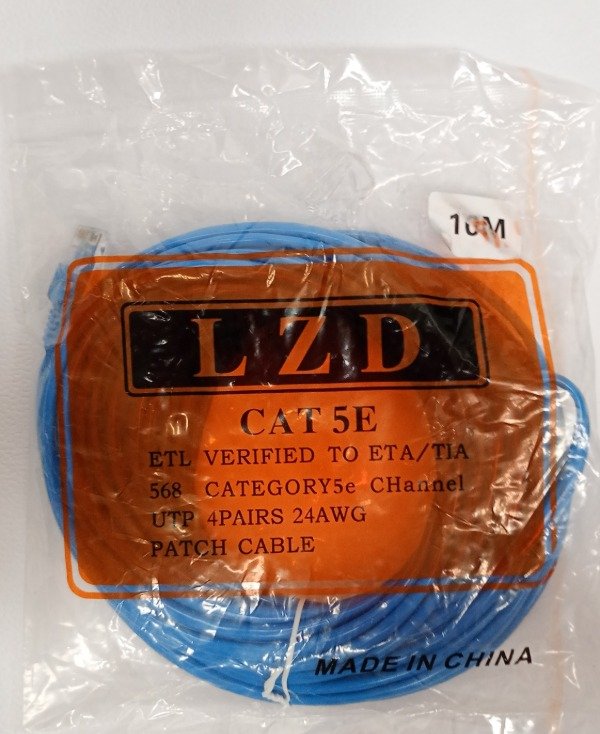 10M
LZD
CAT 5E
ETL VERIFIED TO ETA/TIA
568 CATEGORY5e CHannel
UTP 4PAIRS 24AWG
PATCH CABLE
MADE IN CHINA